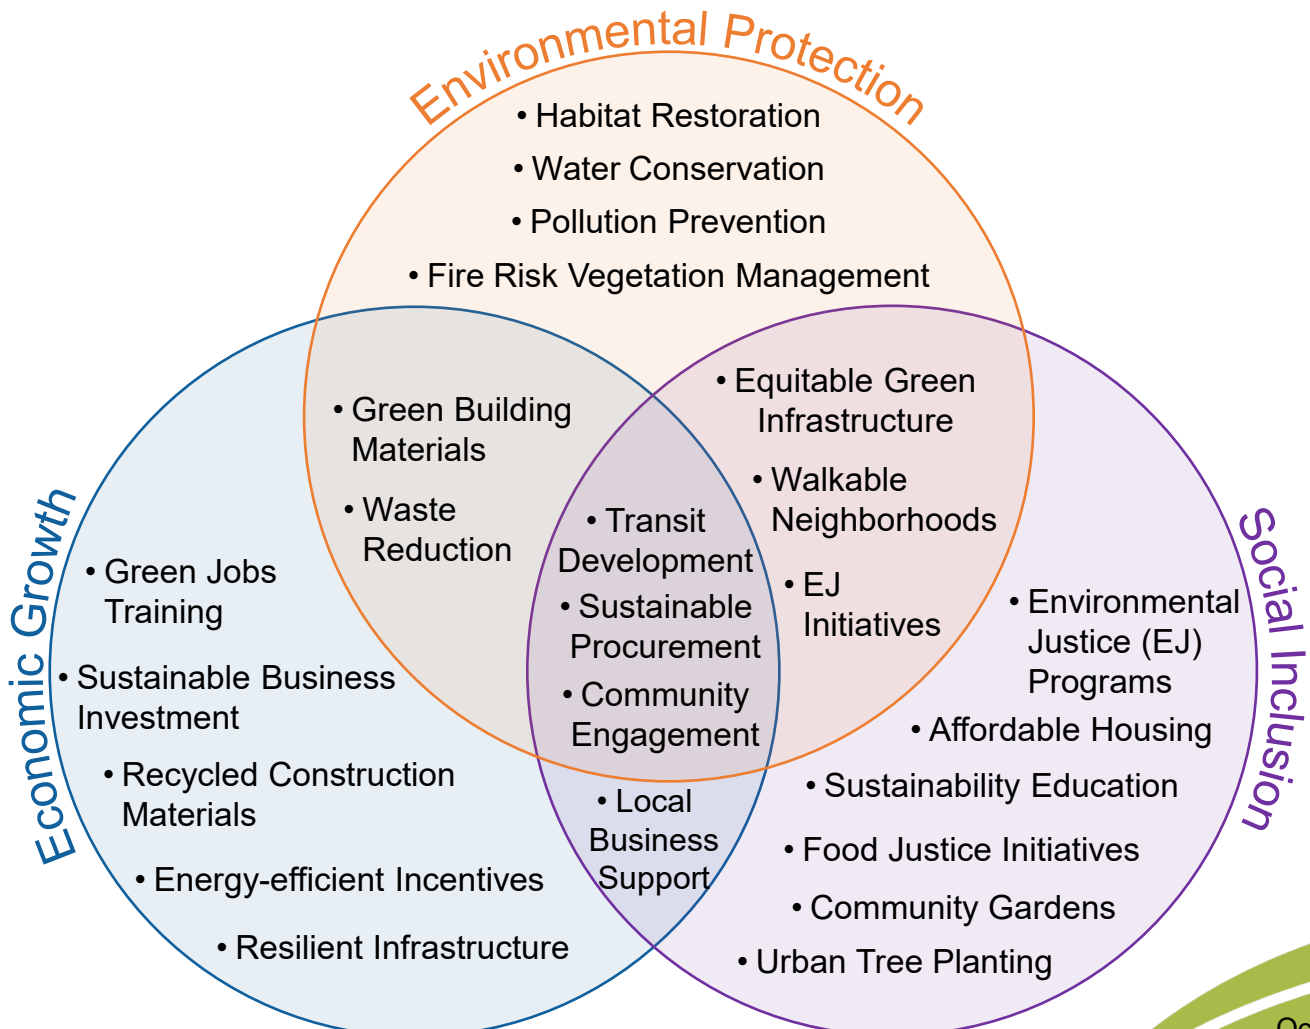 Environmental Protection
• Habitat Restoration
• Water Conservation
• Pollution Prevention
• Fire Risk Vegetation Management
• Green Building
Materials
• Waste
Reduction
• Equitable Green
Infrastructure
• Walkable
Neighborhoods
• EJ
Initiatives
• Transit
Development
• Sustainable
Procurement
• Community
Engagement
• Local
Business
Support
Economic Growth
• Green Jobs
Training
• Sustainable Business
Investment
• Recycled Construction
Materials
• Energy-efficient Incentives
• Resilient Infrastructure
Social Inclusion
• Environmental
Justice (EJ)
Programs
• Affordable Housing
• Sustainability Education
• Food Justice Initiatives
• Community Gardens
• Urban Tree Planting